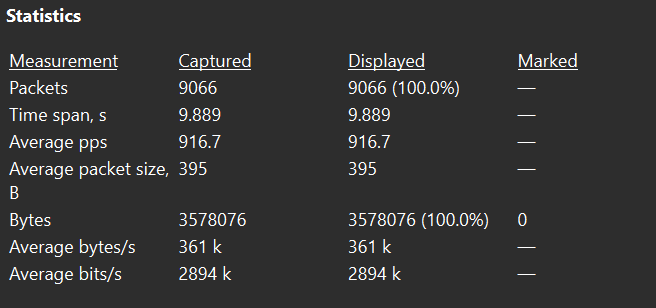 Statistics
Measurement Captured Displayed Marked
Packets 9066 9066 (100.0%) —
Time span, s 9.889 9.889 —
Average pps 916.7 916.7 —
Average packet size, 395 395 —
B
Bytes 3578076 3578076 (100.0%) 0
Average bytes/s 361 k 361 k —
Average bits/s 2894 k 2894 k —